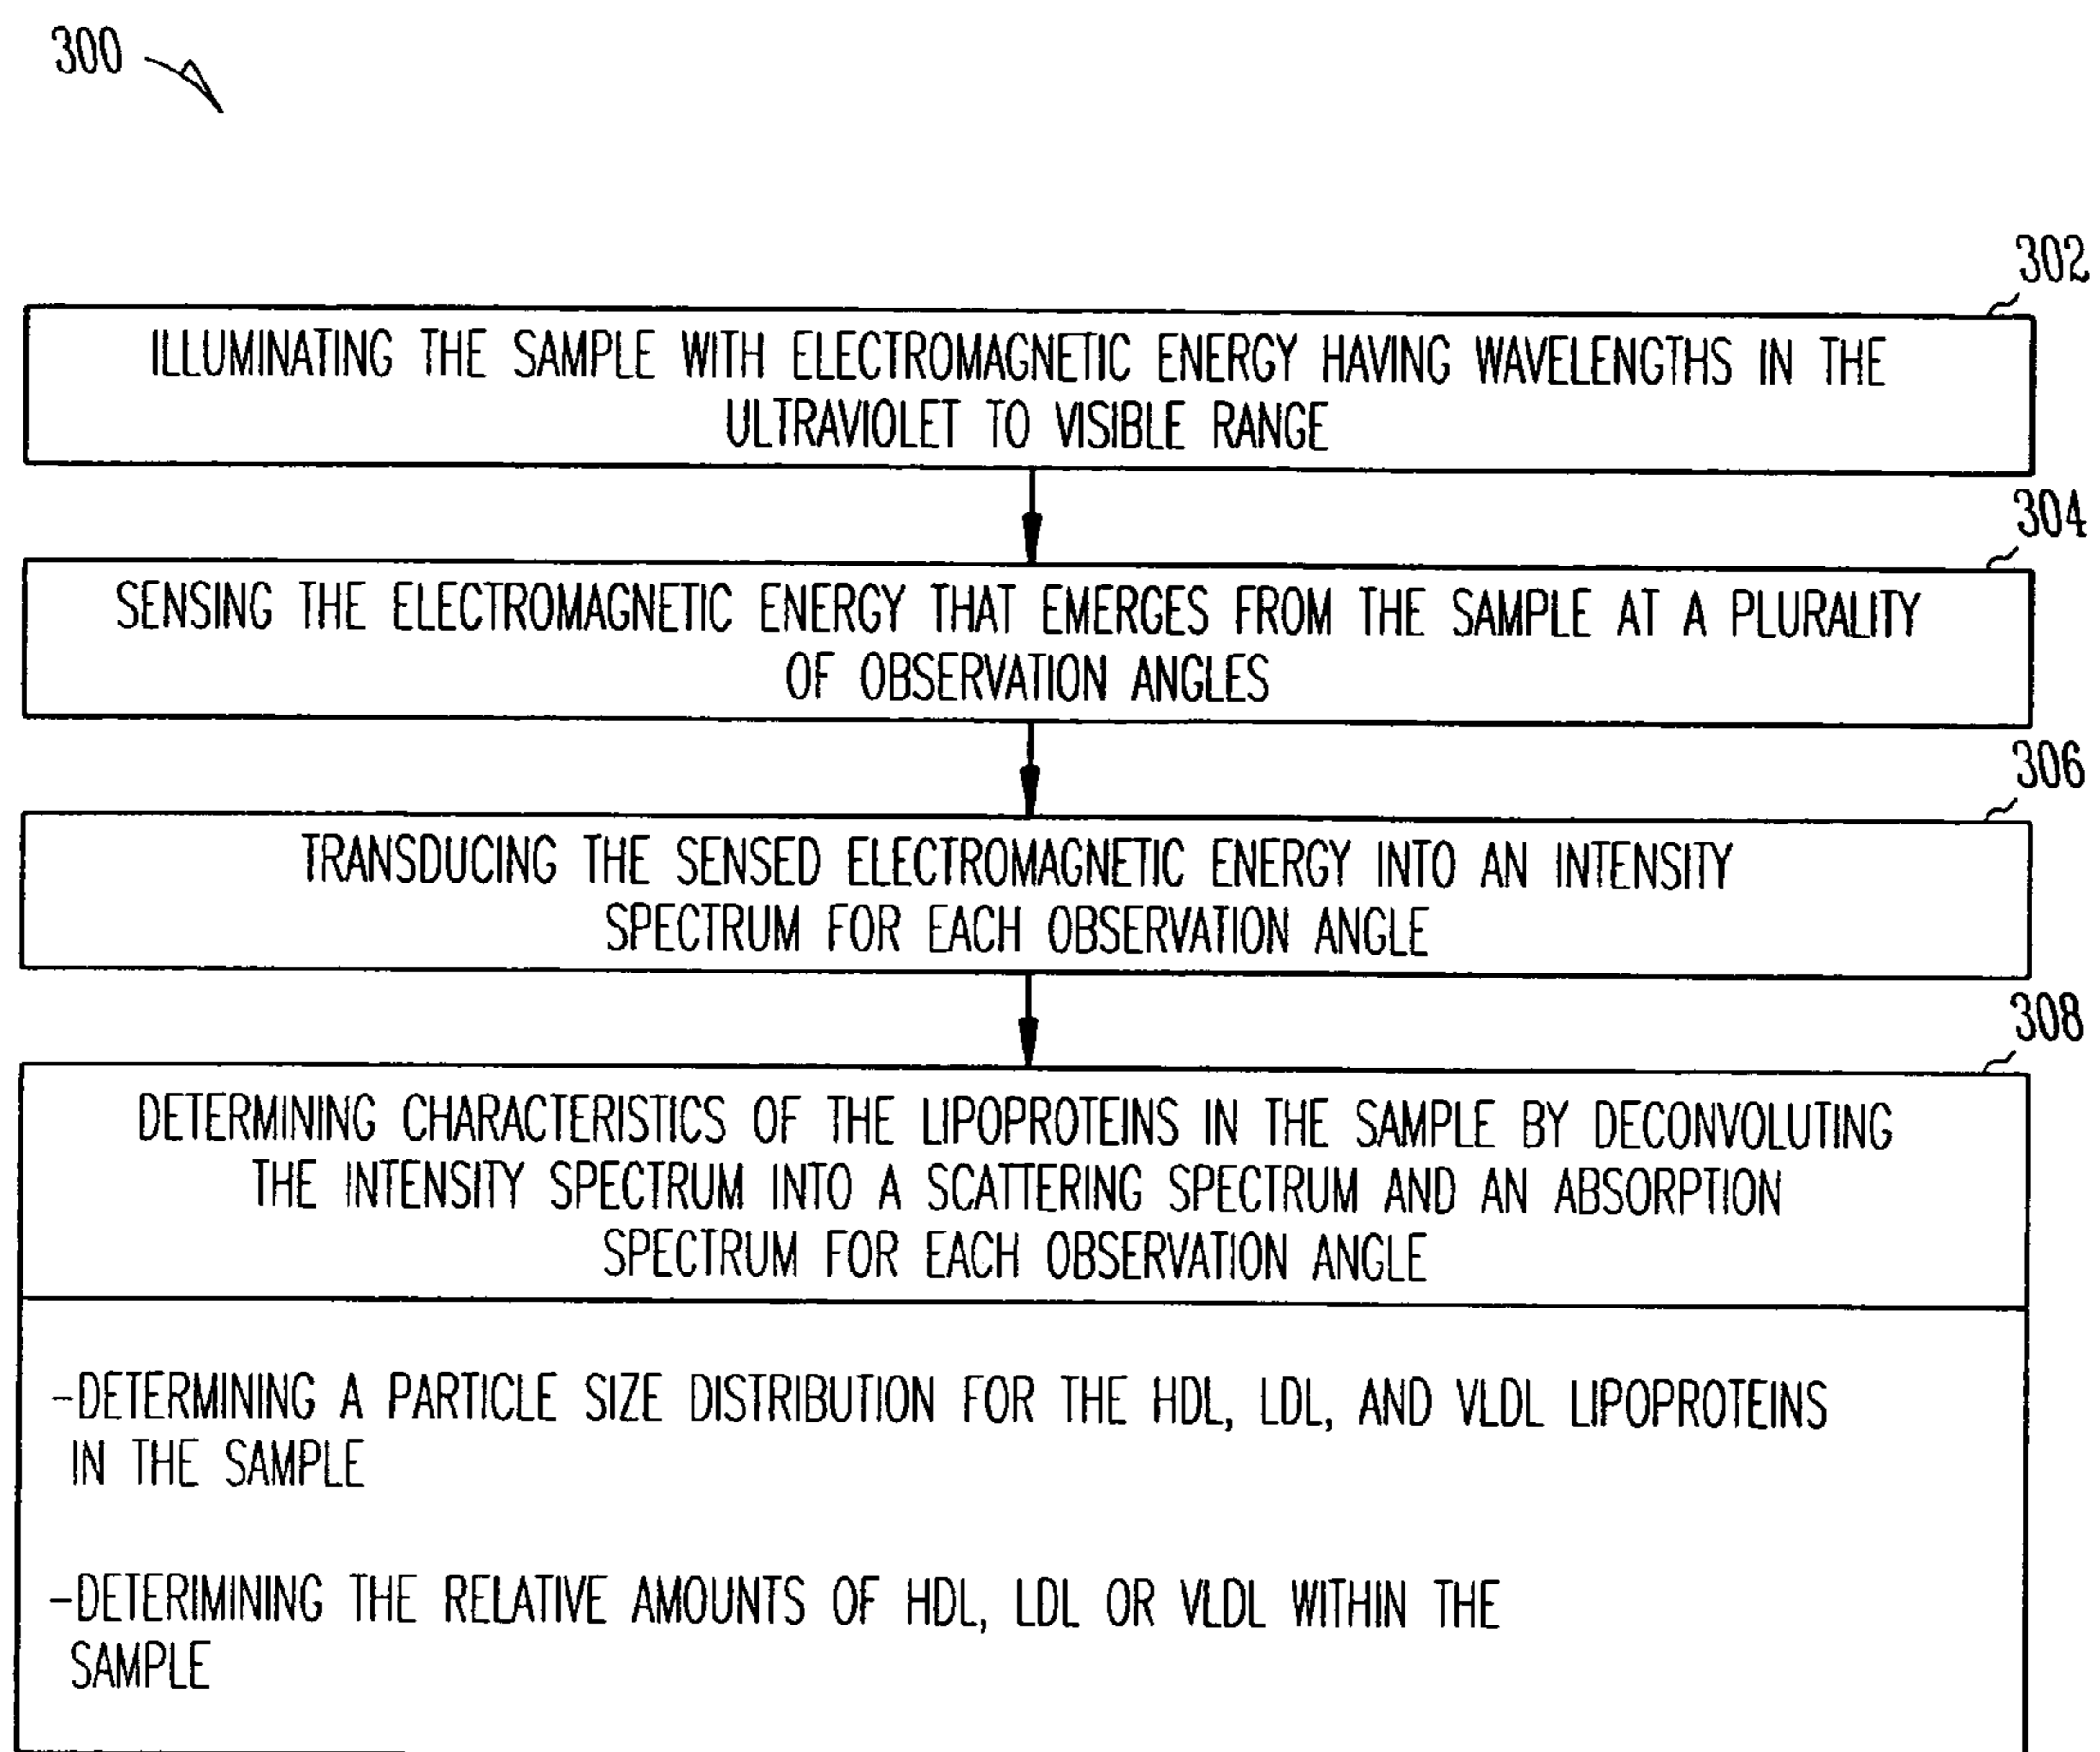 300
302
ILLUMINATING THE SAMPLE WITH ELECTROMAGNETIC ENERGY HAVING WAVELENGTHS IN THE
ULTRAVIOLET TO VISIBLE RANGE
304
SENSING THE ELECTROMAGNETIC ENERGY THAT EMERGES FROM THE SAMPLE AT A PLURALITY
OF OBSERVATION ANGLES
306
TRANSDUCING THE SENSED ELECTROMAGNETIC ENERGY INTO AN INTENSITY
SPECTRUM FOR EACH OBSERVATION ANGLE
308
DETERMINING CHARACTERISTICS OF THE LIPOPROTEINS IN THE SAMPLE BY DECONVOLUTING
THE INTENSITY SPECTRUM INTO A SCATTERING SPECTRUM AND AN ABSORPTION
SPECTRUM FOR EACH OBSERVATION ANGLE
-DETERMINING A PARTICLE SIZE DISTRIBUTION FOR THE HDL, LDL, AND VLDL LIPOPROTEINS
IN THE SAMPLE
-DETERIMINING THE RELATIVE AMOUNTS OF HDL, LDL OR VLDL WITHIN THE
SAMPLE